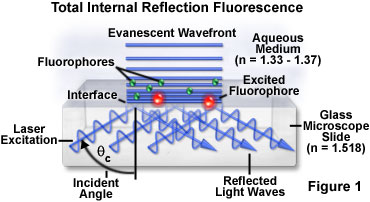 Total Internal Reflection Fluorescence
Evanescent Wavefront
Aqueous
Medium
(n = 1.33 - 1.37)
Fluorophores
Excited
Fluorophore
Interface
Laser
Excitation
θc
Glass
Microscope
Slide
(n = 1.518)
Incident
Angle
Reflected
Light Waves
Figure 1